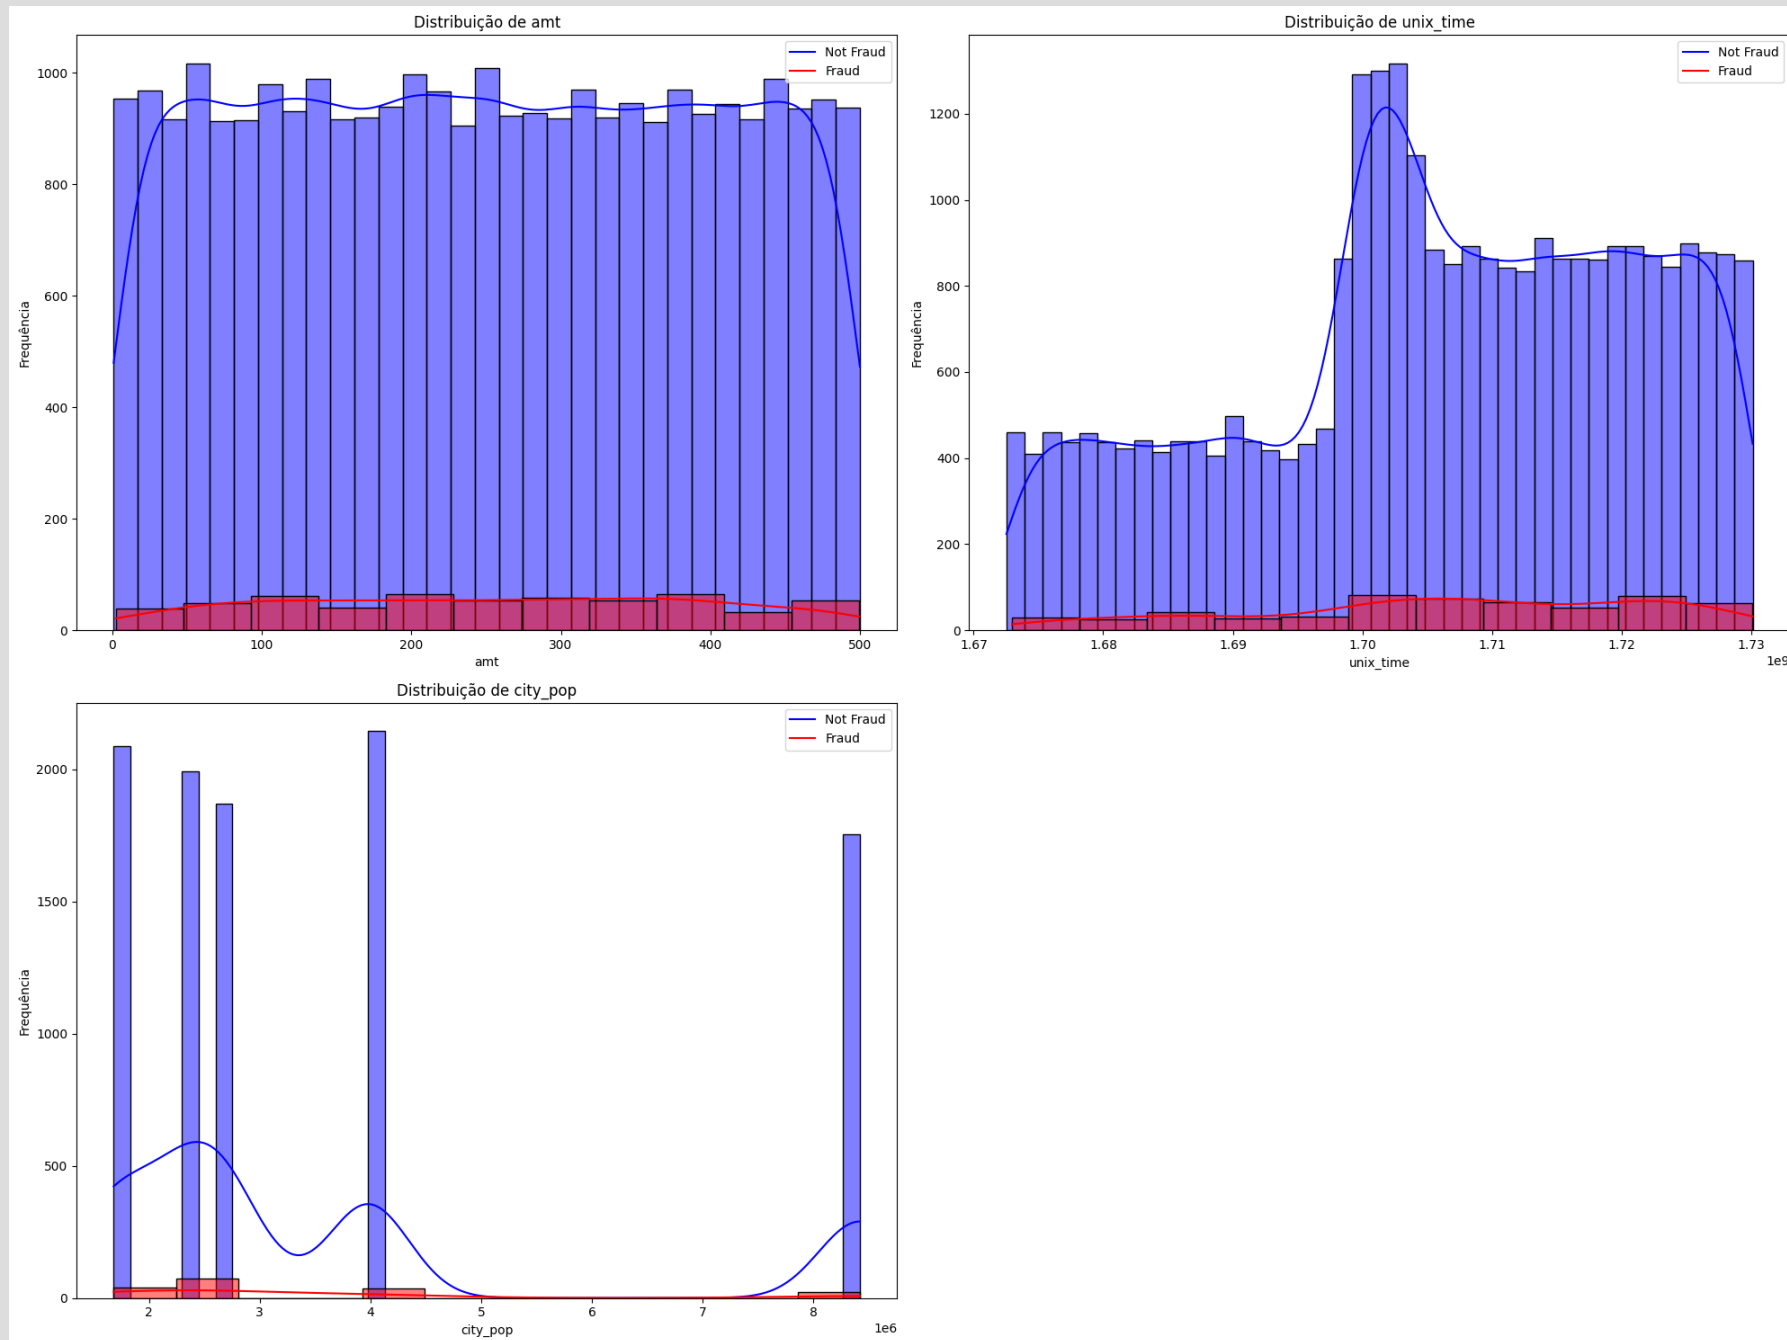 Distribuição de amt
Not Fraud
Fraud
1000
800
600
400
200
0
Frequência
0 100 200 300 400 500
amt
Distribuição de unix_time
Not Fraud
Fraud
1200
1000
800
600
400
200
0
Frequência
1.67 1.68 1.69 1.70 1.71 1.72 1.73
1e9
unix_time
Distribuição de city_pop
Not Fraud
Fraud
2000
1500
1000
500
0
Frequência
2 3 4 5 6 7 8
1e6
city_pop